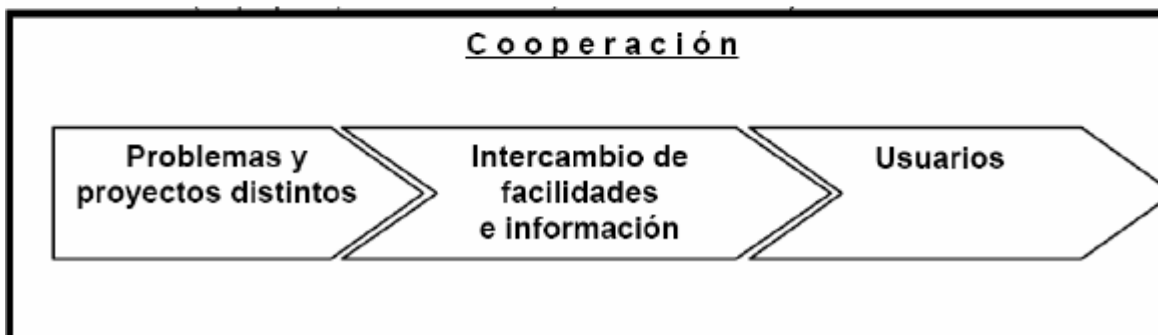 Cooperación
Problemas y
proyectos distintos
Intercambio de
facilidades
e información
Usuarios